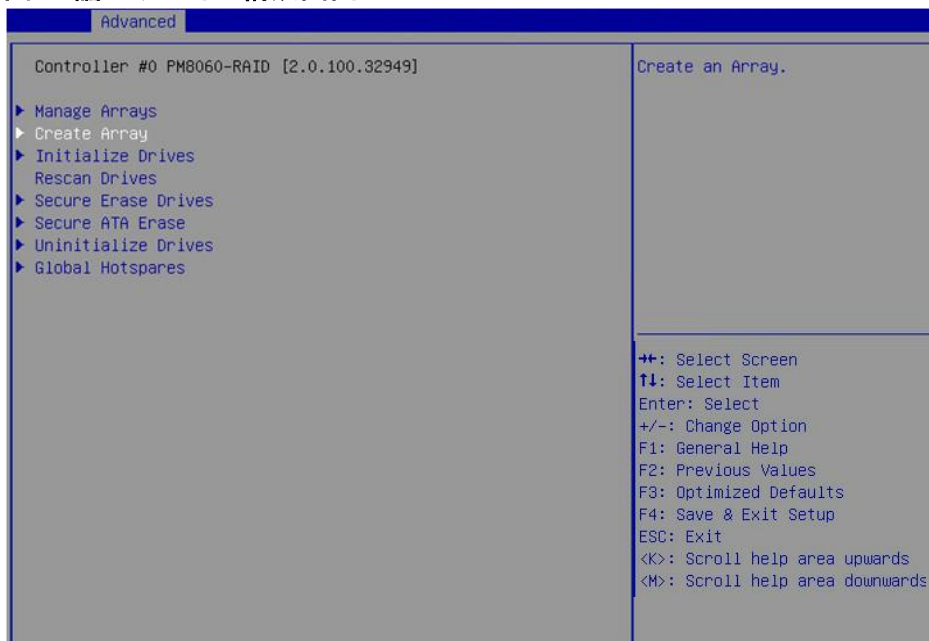 Advanced
Controller #0 PM8060-RAID [2.0.100.32949]
Manage Arrays
Create Array
Initialize Drives
Rescan Drives
Secure Erase Drives
Secure ATA Erase
Uninitialize Drives
Global Hotspares
Create an Array.
→←: Select Screen
↑↓: Select Item
Enter: Select
+/-: Change Option
F1: General Help
F2: Previous Values
F3: Optimized Defaults
F4: Save & Exit Setup
ESC: Exit
<K>: Scroll help area upwards
<M>: Scroll help area downwards